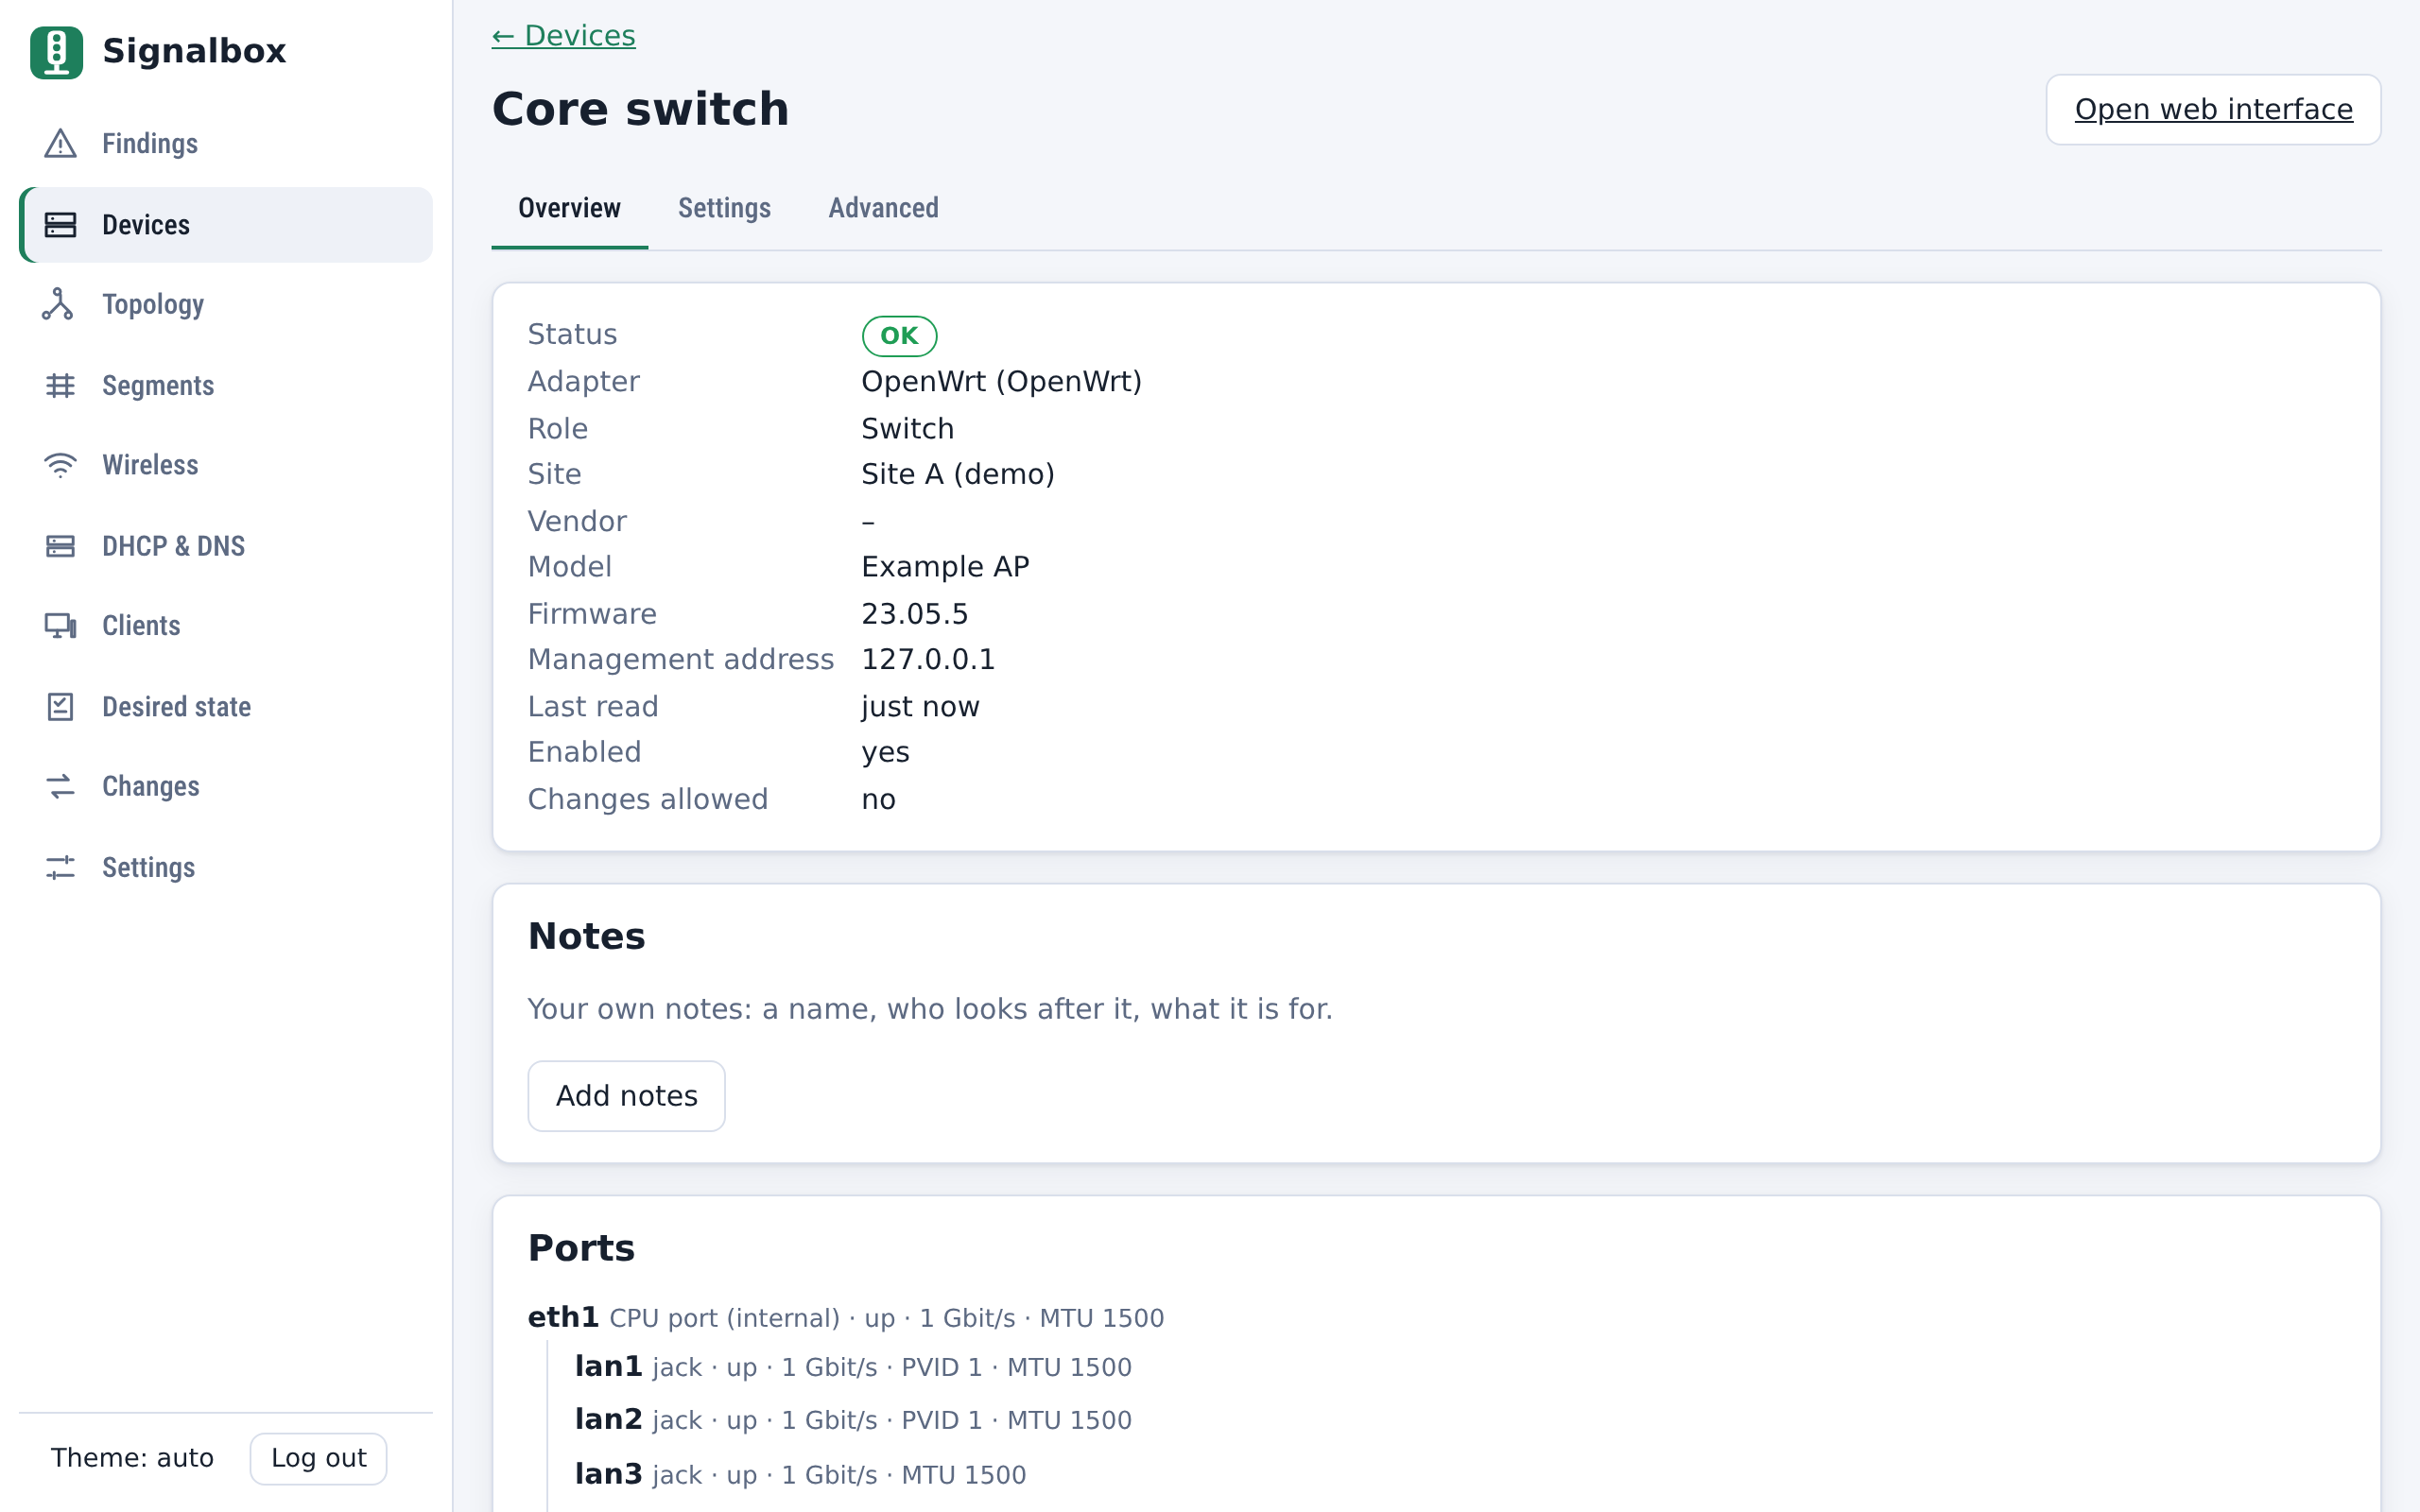 Signalbox
Findings
Devices
Topology
Segments
Wireless
DHCP & DNS
Clients
Desired state
Changes
Settings
Theme: auto
Log out
← Devices
Core switch
Open web interface
Overview Settings Advanced
Status OK
Adapter OpenWrt (OpenWrt)
Role Switch
Site Site A (demo)
Vendor –
Model Example AP
Firmware 23.05.5
Management address 127.0.0.1
Last read just now
Enabled yes
Changes allowed no
Notes
Your own notes: a name, who looks after it, what it is for.
Add notes
Ports
eth1 CPU port (internal) · up · 1 Gbit/s · MTU 1500
lan1 jack · up · 1 Gbit/s · PVID 1 · MTU 1500
lan2 jack · up · 1 Gbit/s · PVID 1 · MTU 1500
lan3 jack · up · 1 Gbit/s · MTU 1500